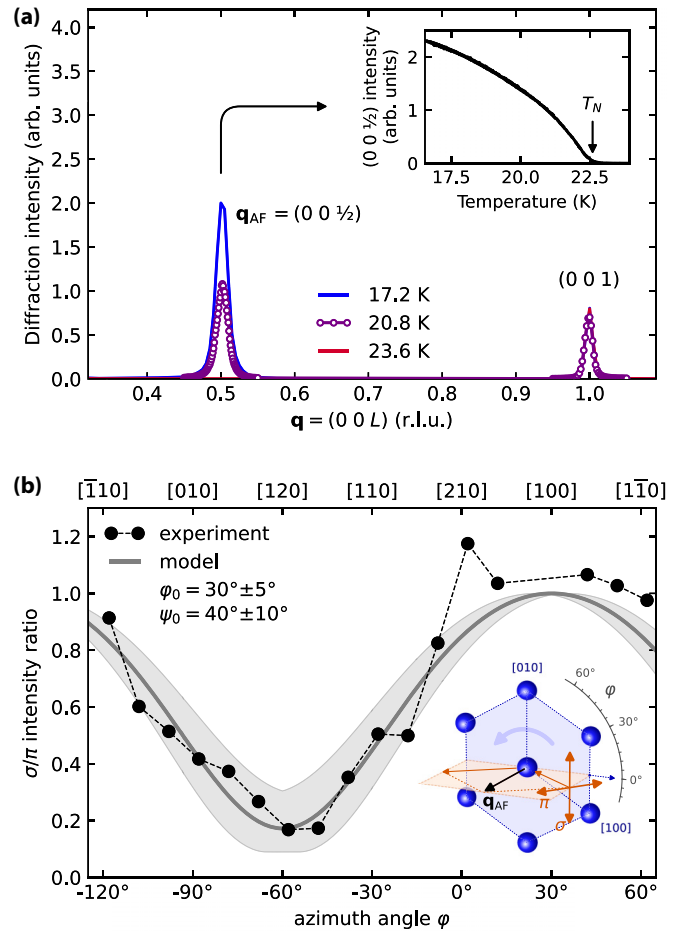 (a)
4.0
3.5
3.0
2.5
2.0
1.5
1.0
0.5
0.0
Diffraction intensity (arb. units)
0.4 0.5 0.6 0.7 0.8 0.9 1.0
q = (0 0 L) (r.l.u.)
q_AF = (0 0 ½)
(0 0 1)
17.2 K
20.8 K
23.6 K
(0 0 ½) intensity
(arb. units)
2
1
0
T_N
17.5 20.0 22.5
Temperature (K)
(b)
[1̅10] [010] [120] [110] [210] [100] [11̅0]
1.2
1.0
0.8
0.6
0.4
0.2
0.0
σ/π intensity ratio
experiment
model
φ₀ = 30°±5°
ψ₀ = 40°±10°
[010]
60°
φ
30°
0°
q_AF
π
σ
[100]
-120° -90° -60° -30° 0° 30° 60°
azimuth angle φ